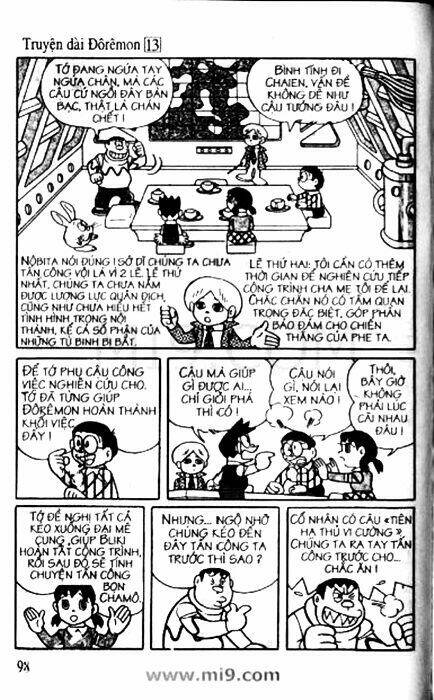 Truyện dài Đôrêmon 13
TỚ ĐANG NGỨA TAY
NGỨA CHÂN, MÀ CÁC
CẬU CỨ NGỒI ĐẤY BÀN
BẠC, THẬT LÀ CHÁN
CHẾT !
BÌNH TĨNH ĐI
CHAIEN, VẤN ĐỀ
KHÔNG DỄ NHƯ
CẬU TƯỞNG ĐÂU !
NÔBITA NÓI ĐÚNG ! SỞ DĨ CHÚNG TA CHƯA
TẤN CÔNG VỘI LÀ VÌ 2 LẼ. LẼ THỨ
NHẤT, CHÚNG TA CHƯA NẮM
ĐƯỢC LƯỢNG LỰC QUÂN ĐỊCH,
CŨNG NHƯ CHƯA HIỂU HẾT
TÌNH HÌNH TRONG NỘI
THÀNH, KỂ CẢ SỐ PHẬN CỦA
NHỮNG TÙ BINH BỊ BẮT.
LẼ THỨ HAI: TÔI CẦN CÓ THÊM
THỜI GIAN ĐỂ NGHIÊN CỨU TIẾP
CÔNG TRÌNH CHA MẸ TÔI ĐỂ LẠI.
CHẮC CHẮN NÓ CÓ TẦM QUAN
TRỌNG ĐẶC BIỆT, GÓP PHẦN
BẢO ĐẢM CHO CHIẾN
THẮNG CỦA PHE TA.
ĐỂ TỚ PHỤ CẬU CÔNG
VIỆC NGHIÊN CỨU CHO.
TỚ ĐÃ TỪNG GIÚP
ĐÔRÊMON HOÀN THÀNH
KHỐI VIỆC
ĐẤY !
CẬU MÀ GIÚP
GÌ ĐƯỢC AI...
CHỈ GIỎI PHÁ
THÌ CÓ !
CẬU NÓI
GÌ, NÓI LẠI
XEM NÀO !
THÔI,
BÂY GIỜ
KHÔNG
PHẢI LÚC
CÃI NHAU
ĐÂU !
TỚ ĐỀ NGHỊ TẤT CẢ
KÉO XUỐNG ĐẠI MÊ
CUNG ,GIÚP BUKI
HOÀN TẤT CÔNG TRÌNH,
RỒI SAU ĐÓ SẼ TÍNH
CHUYỆN TẤN CÔNG
BỌN
CHAMÔ.
NHƯNG... NGỘ NHỠ
CHÚNG KÉO ĐẾN
ĐÂY TẤN CÔNG TA
TRƯỚC THÌ SAO ?
CỔ NHÂN CÓ CÂU «TIÊN
HẠ THỦ VI CƯỜNG» ,
CHÚNG TA RA TAY TẤN
CÔNG TRƯỚC CHO...
CHẮC ĂN !
98
www.mi9.com